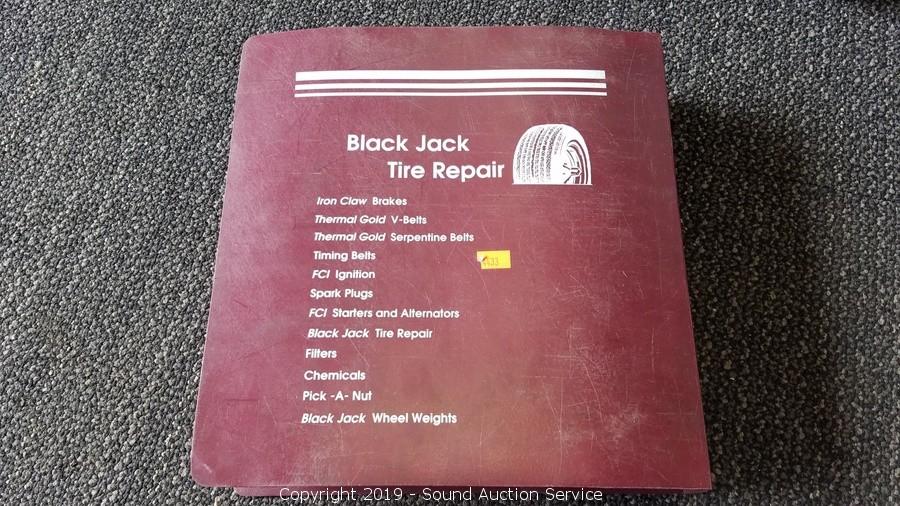 Black Jack
Tire Repair
Iron Claw Brakes
Thermal Gold V-Belts
Thermal Gold Serpentine Belts
Timing Belts
FCI Ignition
Spark Plugs
FCI Starters and Alternators
Black Jack Tire Repair
Filters
Chemicals
Pick -A- Nut
Black Jack Wheel Weights
Copyright 2019 - Sound Auction Service